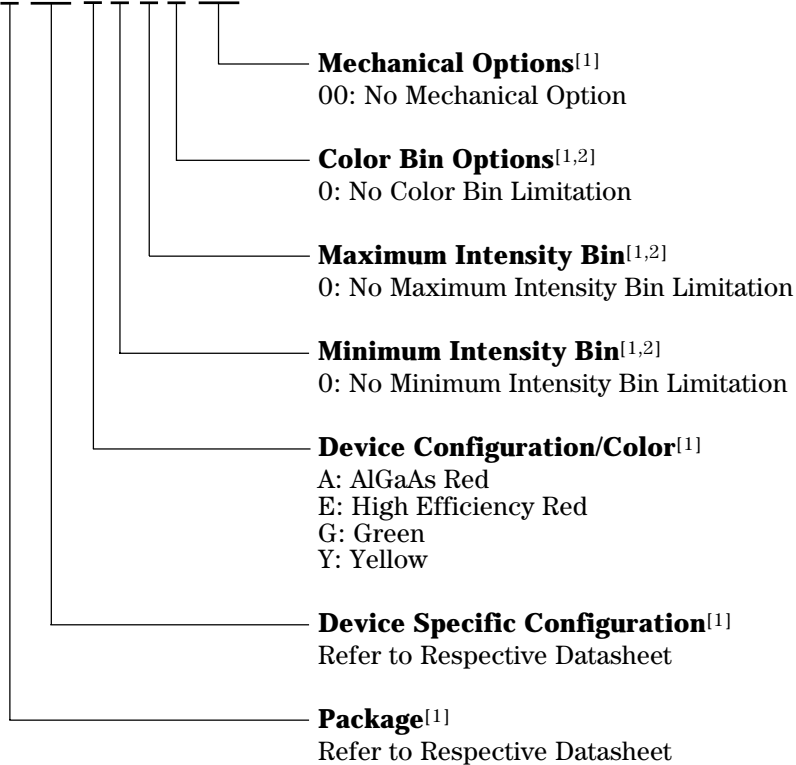 Mechanical Options[1]
00: No Mechanical Option
Color Bin Options[1,2]
0: No Color Bin Limitation
Maximum Intensity Bin[1,2]
0: No Maximum Intensity Bin Limitation
Minimum Intensity Bin[1,2]
0: No Minimum Intensity Bin Limitation
Device Configuration/Color[1]
A: AlGaAs Red
E: High Efficiency Red
G: Green
Y: Yellow
Device Specific Configuration[1]
Refer to Respective Datasheet
Package[1]
Refer to Respective Datasheet